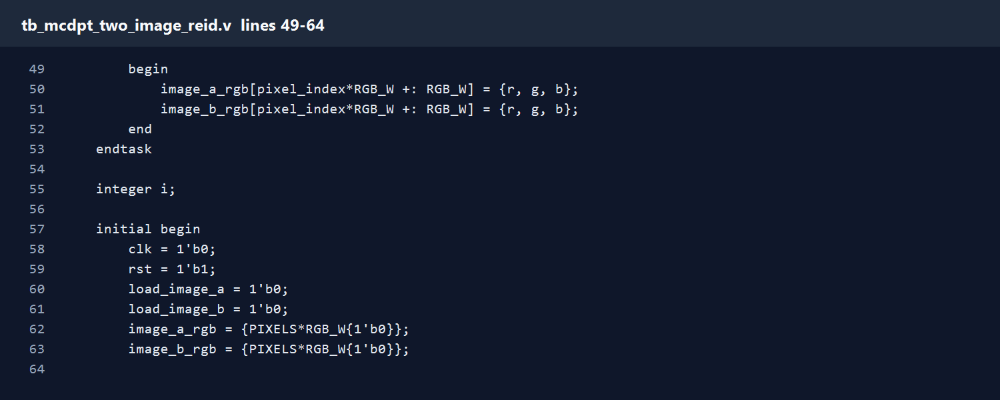 tb_mcdpt_two_image_reid.v lines 49-64
49 begin
50 image_a_rgb[pixel_index*RGB_W +: RGB_W] = {r, g, b};
51 image_b_rgb[pixel_index*RGB_W +: RGB_W] = {r, g, b};
52 end
53 endtask
54
55 integer i;
56
57 initial begin
58 clk = 1'b0;
59 rst = 1'b1;
60 load_image_a = 1'b0;
61 load_image_b = 1'b0;
62 image_a_rgb = {PIXELS*RGB_W{1'b0}};
63 image_b_rgb = {PIXELS*RGB_W{1'b0}};
64